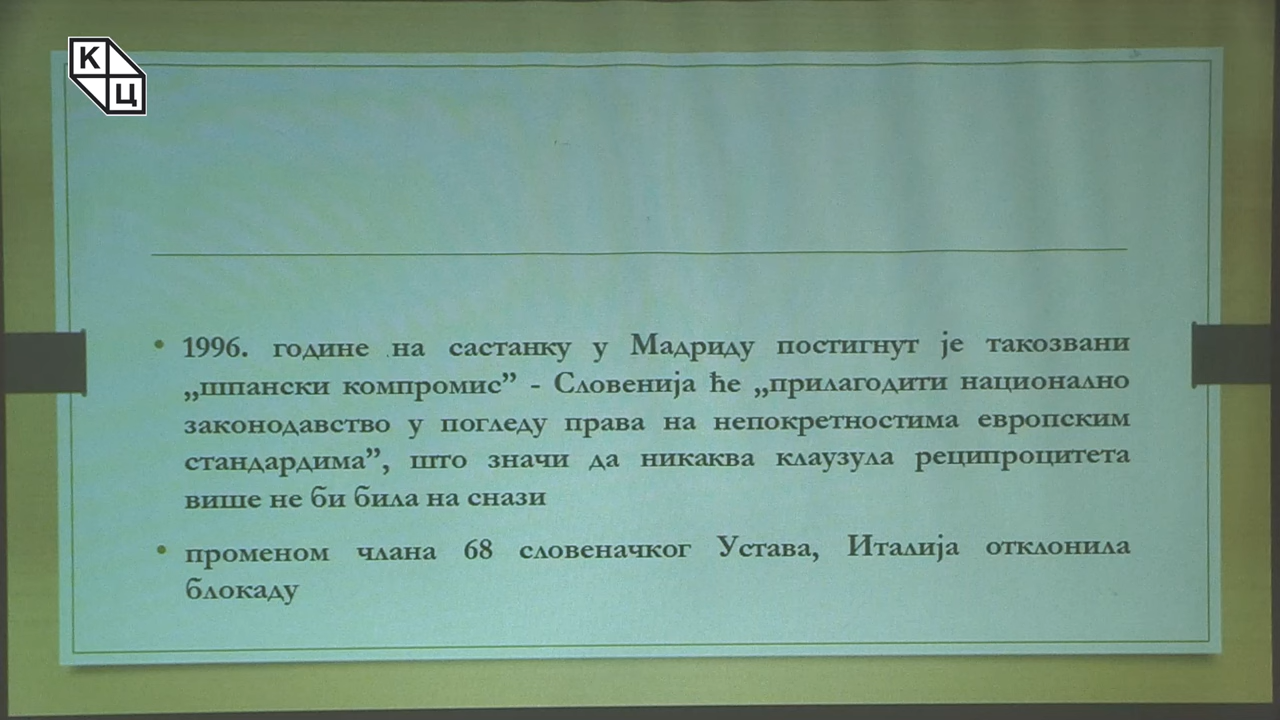 К
Ц
• 1996. године на састанку у Мадриду постигнут је такозвани
„шпански компромис” - Словенија ће „прилагодити национално
законодавство у погледу права на непокретностима европским
стандардима”, што значи да никаква клаузула реципроцитета
више не би била на снази
• променом члана 68 словеначког Устава, Италија отклонила
блокаду